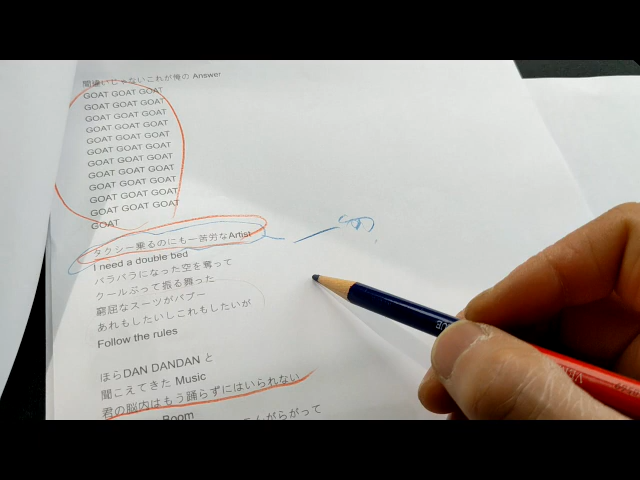 間違いじゃないこれが俺の Answer
GOAT GOAT GOAT
GOAT GOAT GOAT
GOAT GOAT GOAT
GOAT GOAT GOAT
GOAT GOAT GOAT
GOAT GOAT GOAT
GOAT GOAT GOAT
GOAT GOAT GOAT
GOAT GOAT GOAT
GOAT GOAT GOAT
GOAT GOAT GOAT
GOAT
タクシー乗るのにも一苦労なArtist
I need a double bed
バラバラになった空を奪って
クールぶって振る舞った
窮屈なスーツがバブー
あれもしたいしこれもしたいが
Follow the rules
ほらDAN DANDAN と
聞こえてきた Music
君の脳内はもう踊らずにはいられない
Boom
がらがって